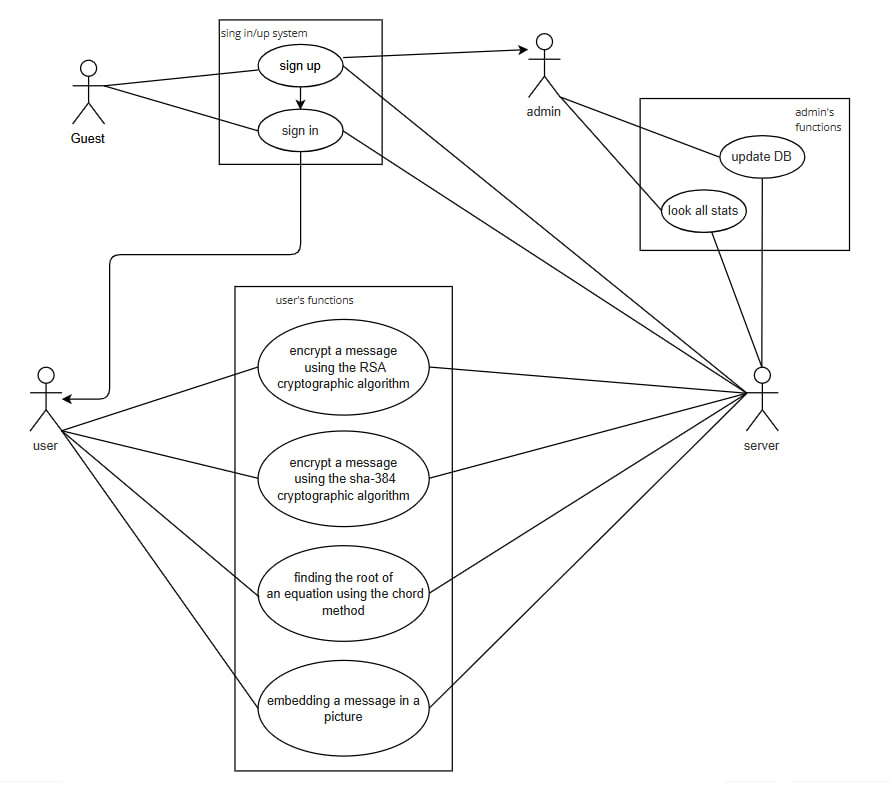 sing in/up system
sign up
sign in
Guest
admin
admin's
functions
update DB
look all stats
user's functions
encrypt a message
using the RSA
cryptographic algorithm
encrypt a message
using the sha-384
cryptographic algorithm
finding the root of
an equation using the chord
method
embedding a message in a
picture
user
server